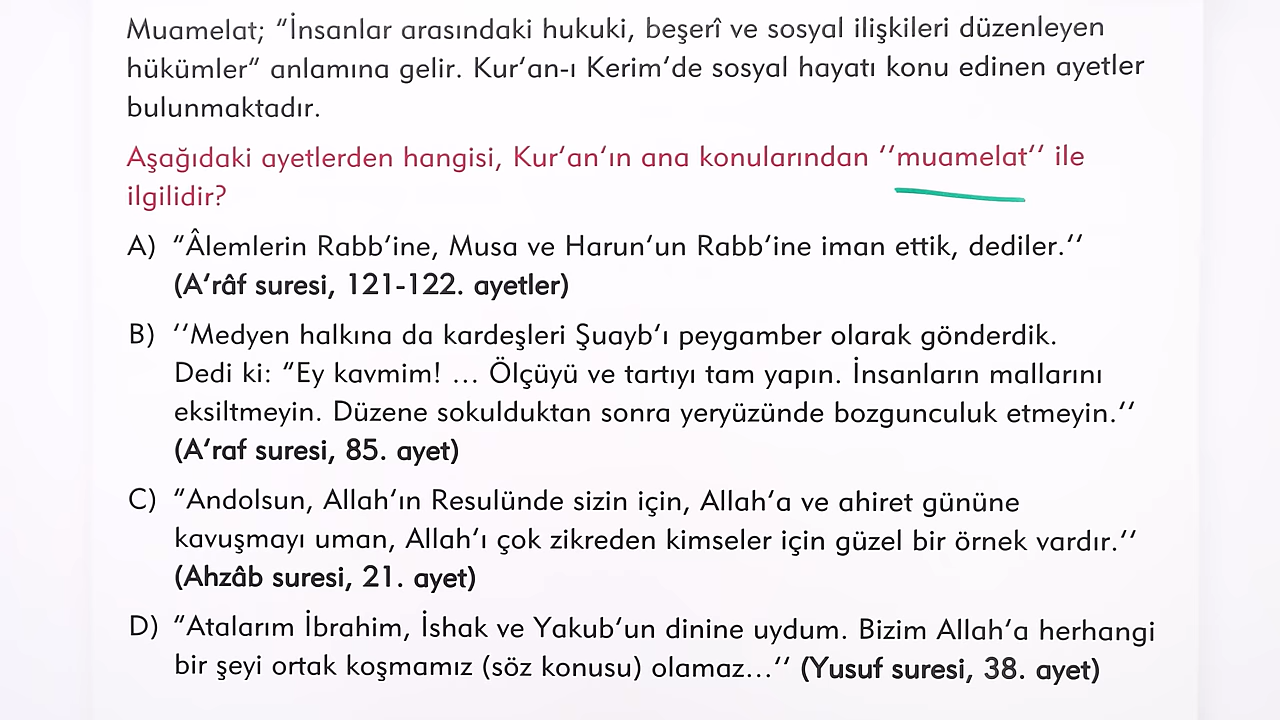 Muamelat; “İnsanlar arasındaki hukuki, beşerî ve sosyal ilişkileri düzenleyen
hükümler” anlamına gelir. Kur’an-ı Kerim’de sosyal hayatı konu edinen ayetler
bulunmaktadır.
Aşağıdaki ayetlerden hangisi, Kur’an’ın ana konularından ‘’muamelat’’ ile
ilgilidir?
A) “Âlemlerin Rabb’ine, Musa ve Harun’un Rabb’ine iman ettik, dediler.’’
(A’râf suresi, 121-122. ayetler)
B) ‘’Medyen halkına da kardeşleri Şuayb’ı peygamber olarak gönderdik.
Dedi ki: “Ey kavmim! ... Ölçüyü ve tartıyı tam yapın. İnsanların mallarını
eksiltmeyin. Düzene sokulduktan sonra yeryüzünde bozgunculuk etmeyin.’’
(A’raf suresi, 85. ayet)
C) “Andolsun, Allah’ın Resulünde sizin için, Allah’a ve ahiret gününe
kavuşmayı uman, Allah’ı çok zikreden kimseler için güzel bir örnek vardır.’’
(Ahzâb suresi, 21. ayet)
D) “Atalarım İbrahim, İshak ve Yakub’un dinine uydum. Bizim Allah’a herhangi
bir şeyi ortak koşmamız (söz konusu) olamaz...’’ (Yusuf suresi, 38. ayet)